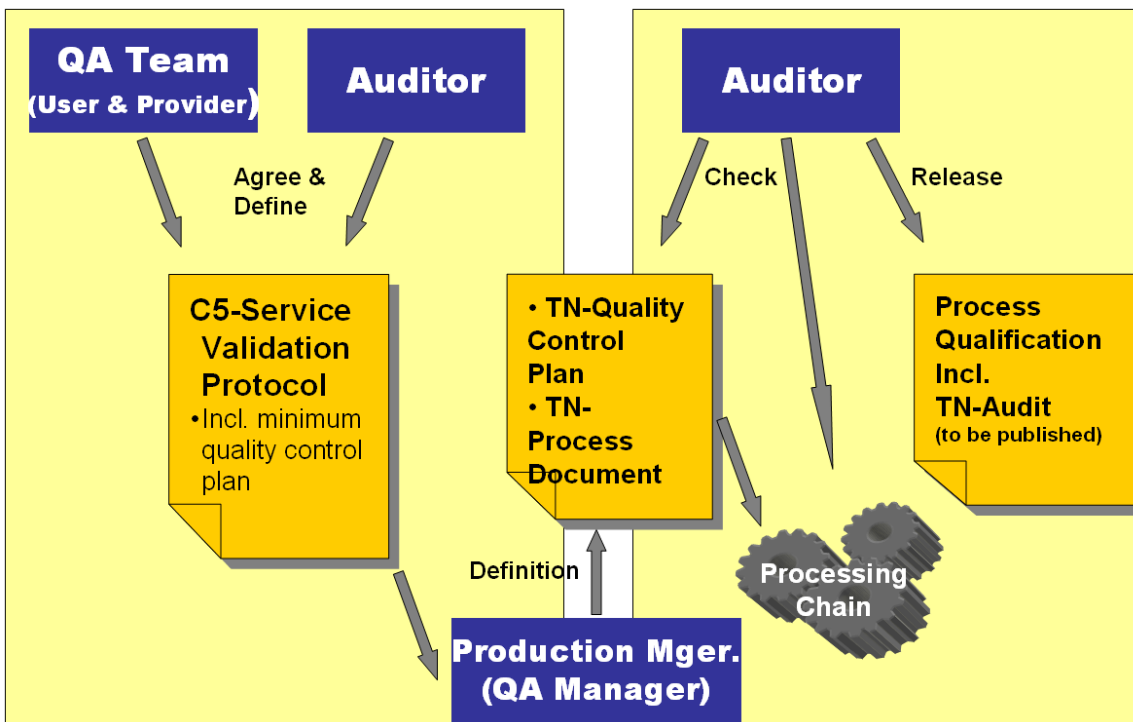 QA Team
(User & Provider)
Auditor
Auditor
Agree &
Define
Check
Release
C5-Service
Validation
Protocol
•Incl. minimum
quality control
plan
• TN-Quality
Control
Plan
• TN-
Process
Document
Process
Qualification
Incl.
TN-Audit
(to be published)
Definition
Processing
Chain
Production Mger.
(QA Manager)